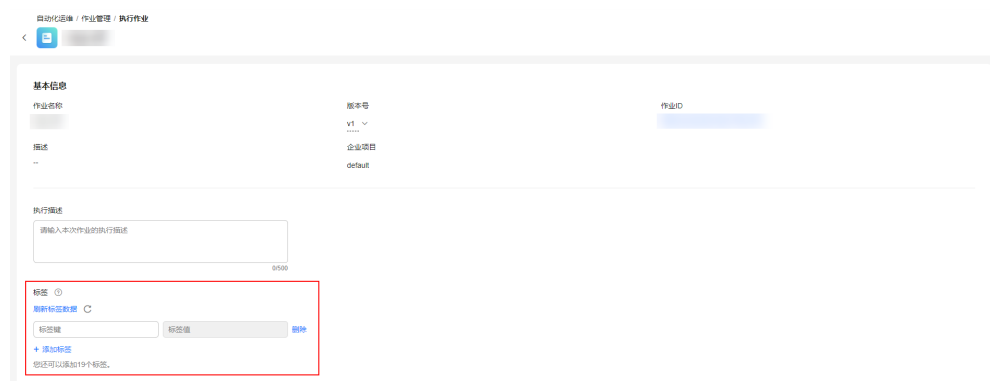 自动化运维 / 作业管理 / 执行作业
基本信息
作业名称 版本号 作业ID
v1
描述 企业项目
-- default
执行描述
请输入本次作业的执行描述
0/500
标签
刷新标签数据
标签键 标签值 删除
+ 添加标签
您还可以添加19个标签。